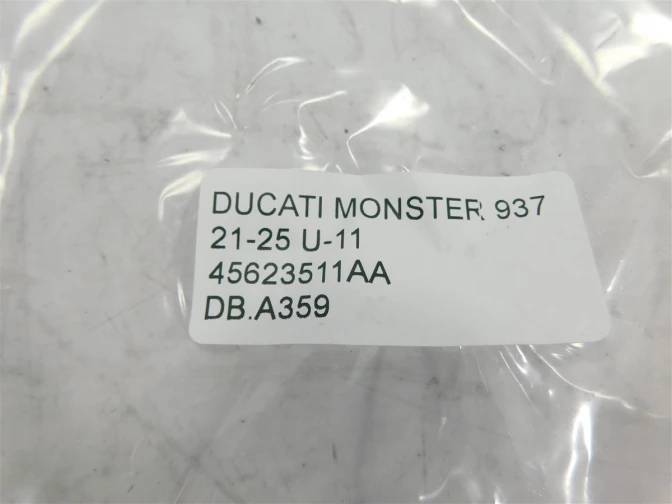 DUCATI MONSTER 937
21-25 U-11
45623511AA
DB.A359